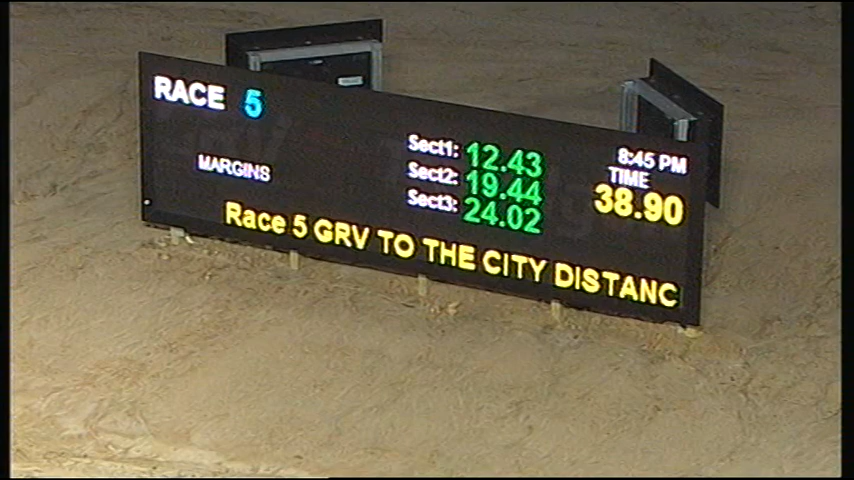 RACE 5
8:45 PM
MARGINS
Sect1: 12.43
Sect2: 19.44
Sect3: 24.02
TIME
38.90
Race 5 GRV TO THE CITY DISTANC